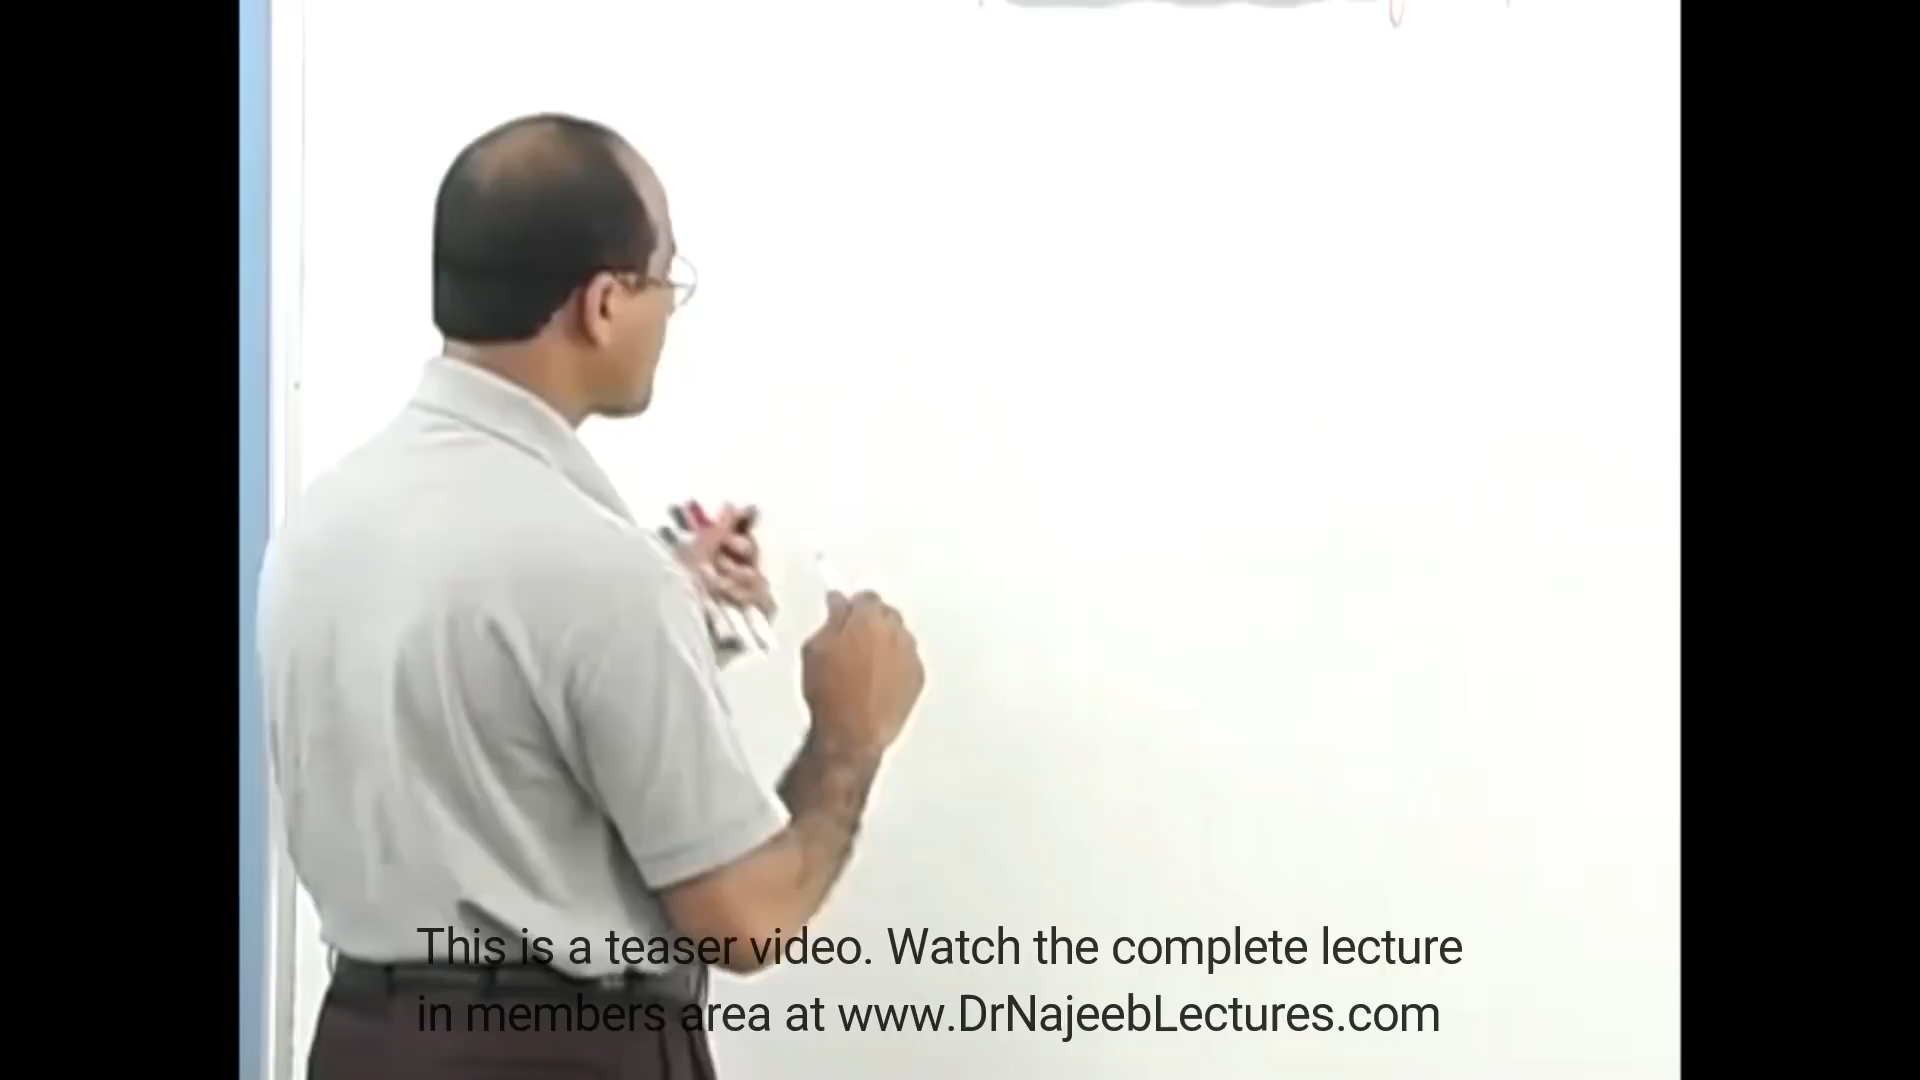 This is a teaser video. Watch the complete lecture
in members area at www.DrNajeebLectures.com